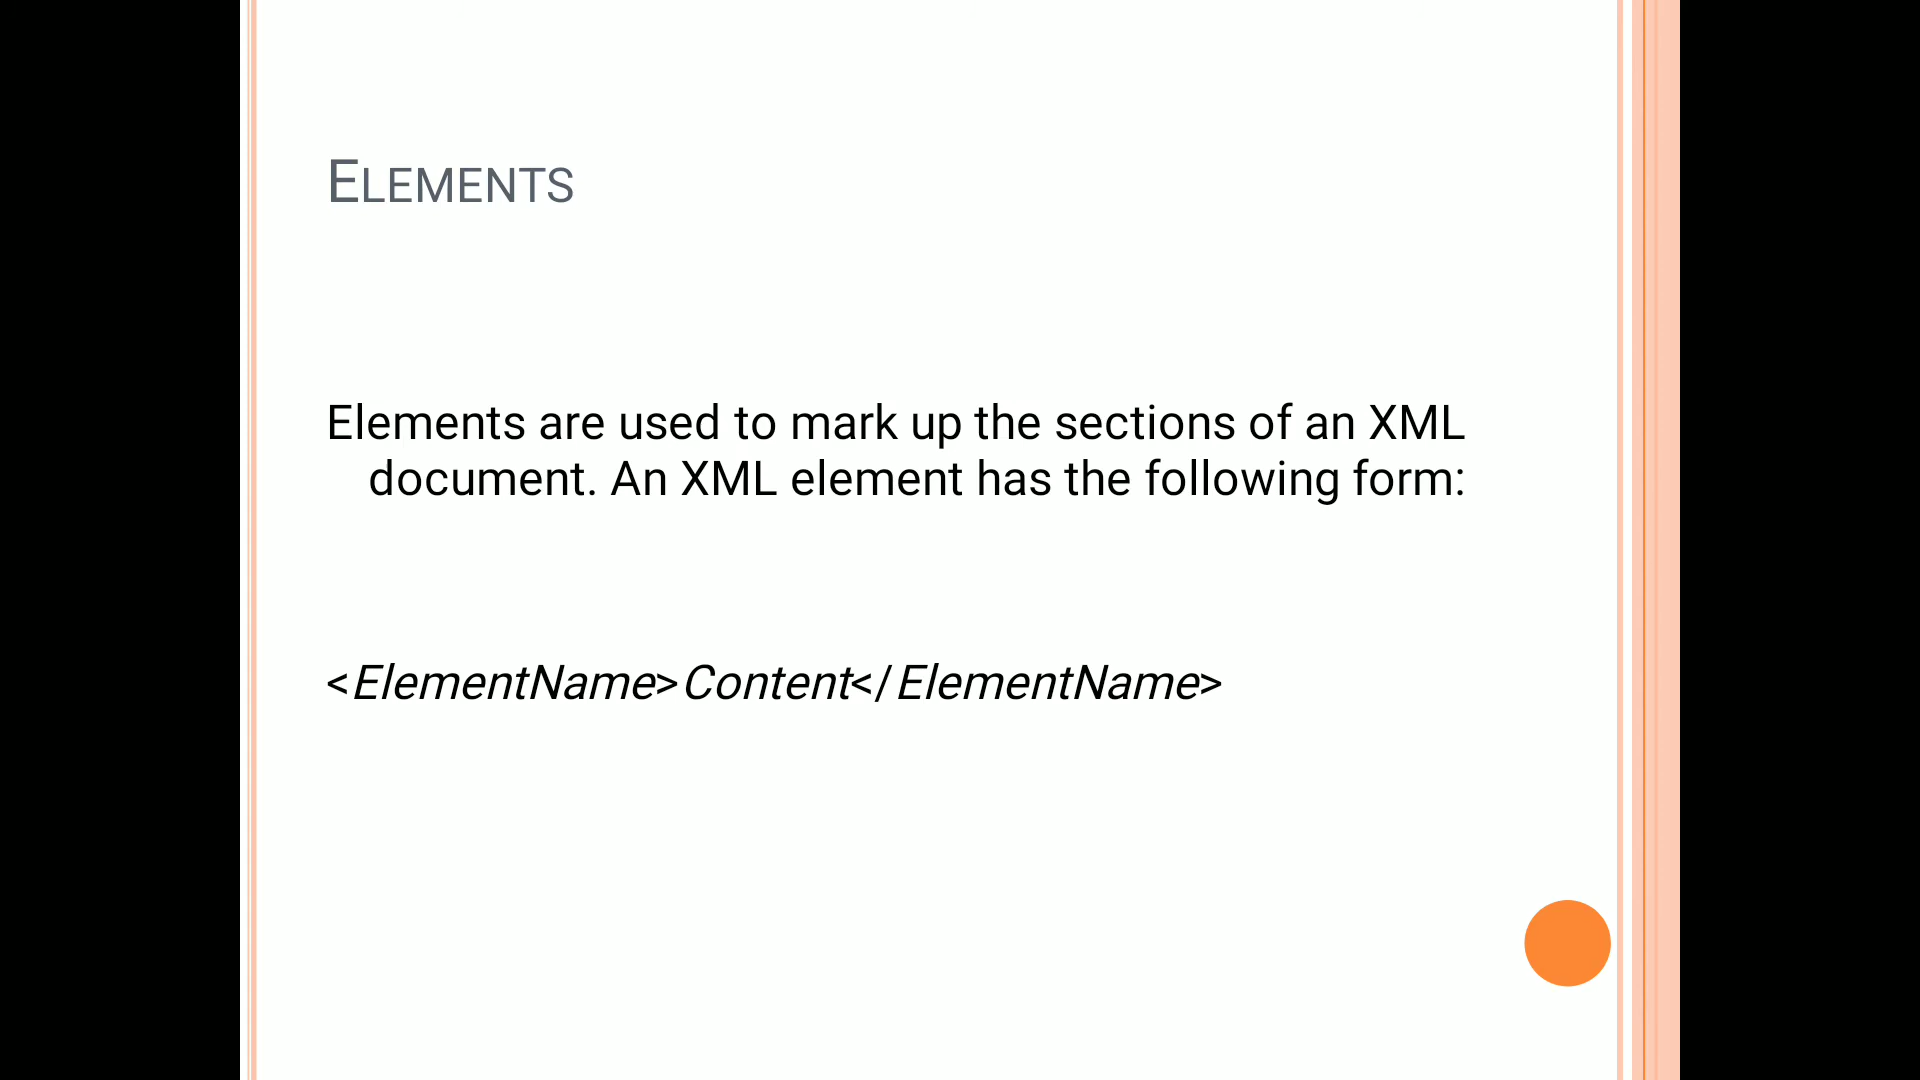 ELEMENTS
Elements are used to mark up the sections of an XML
document. An XML element has the following form:
<ElementName>Content</ElementName>